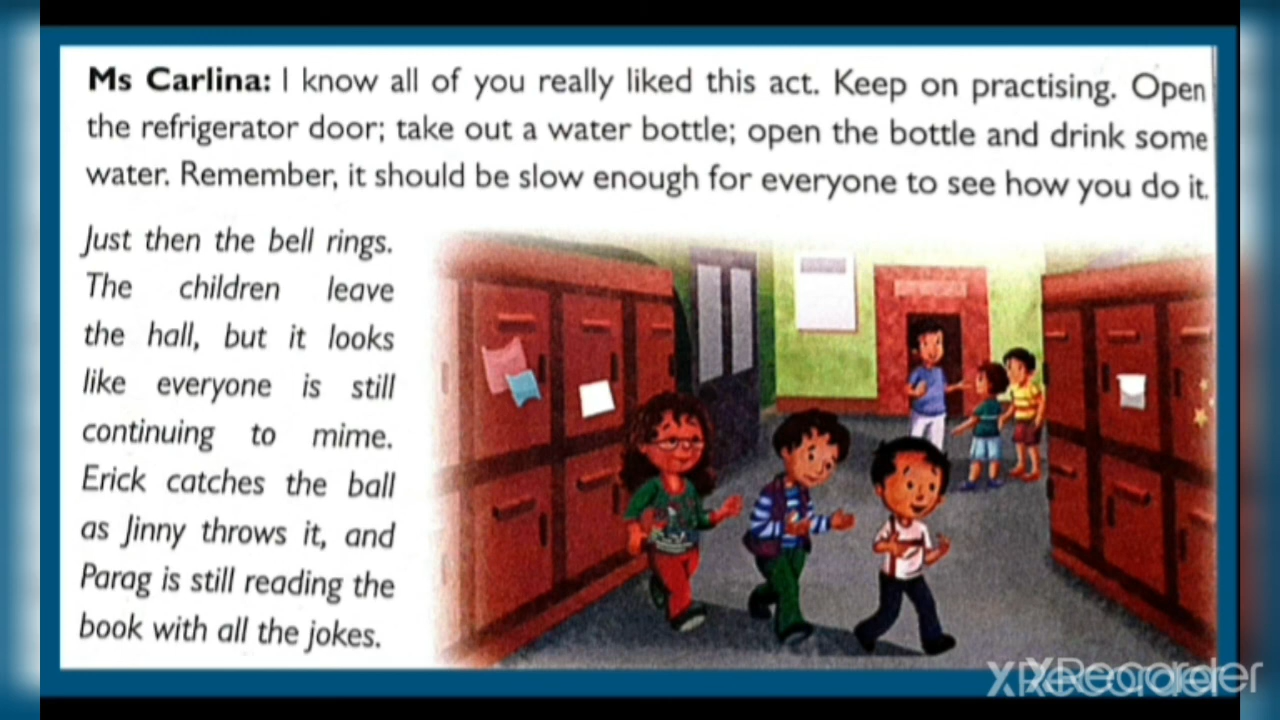 Ms Carlina: I know all of you really liked this act. Keep on practising. Open
the refrigerator door; take out a water bottle; open the bottle and drink some
water. Remember, it should be slow enough for everyone to see how you do it.
Just then the bell rings.
The children leave
the hall, but it looks
like everyone is still
continuing to mime.
Erick catches the ball
as Jinny throws it, and
Parag is still reading the
book with all the jokes.
XRecorder
XRecorder